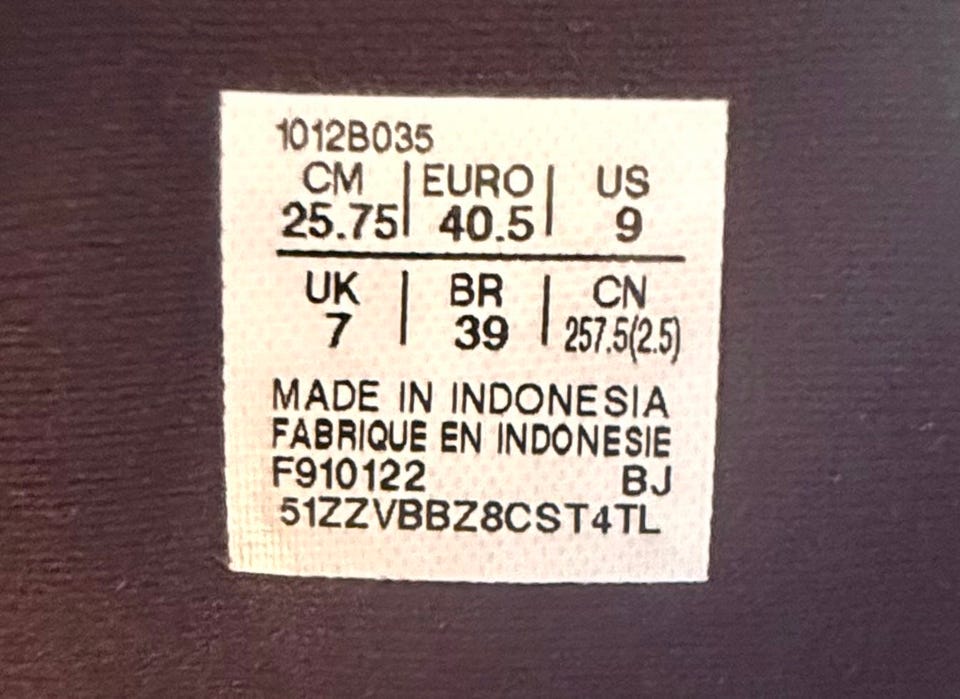 1012B035
CM | EURO | US
25.75 | 40.5 | 9
UK | BR | CN
7 | 39 | 257.5(2.5)
MADE IN INDONESIA
FABRIQUE EN INDONESIE
F910122 BJ
51ZZVBBZ8CST4TL